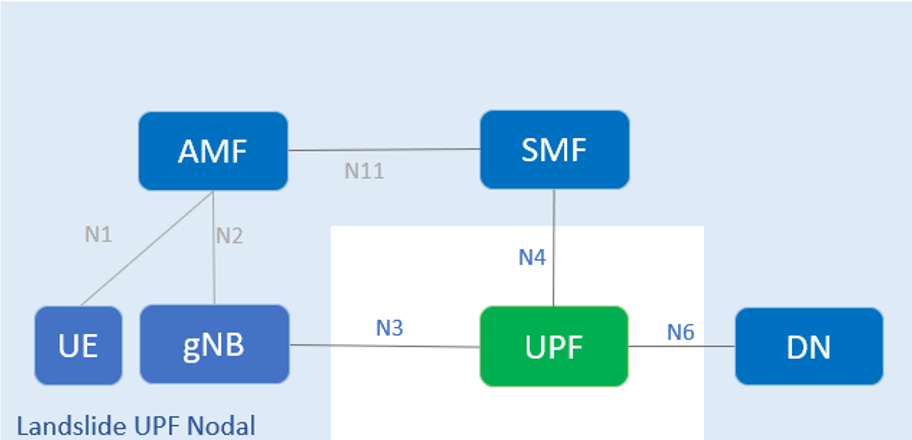 AMF
SMF
N11
N1
N2
N4
N3
N6
UE
gNB
UPF
DN
Landslide UPF Nodal